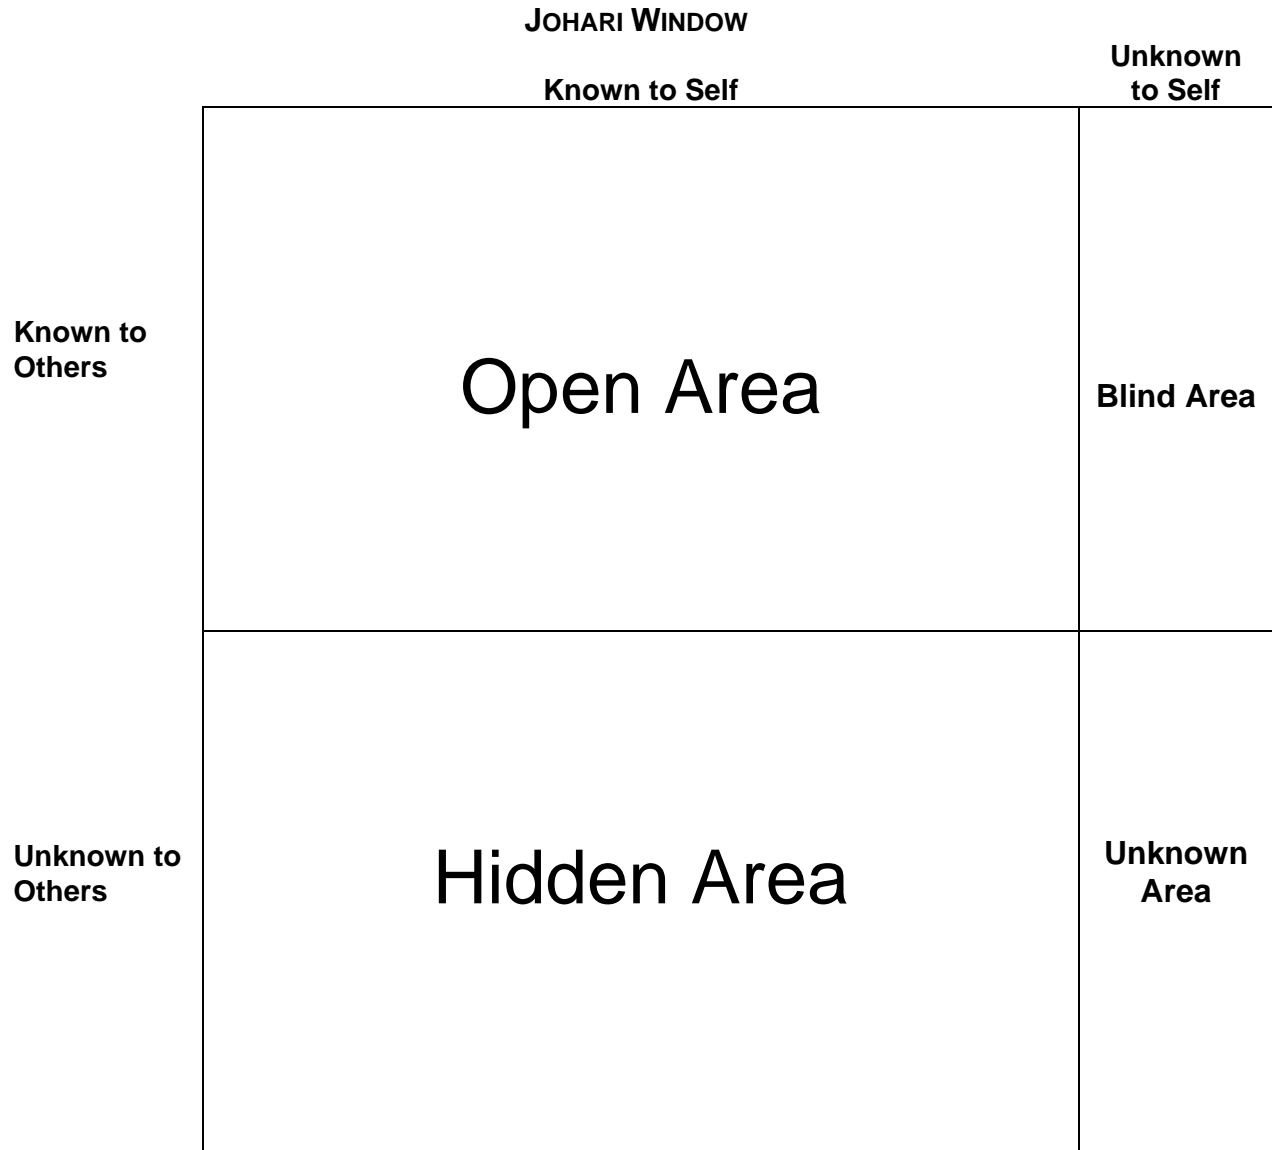 JOHARI WINDOW
Unknown
to Self
Known to Self
Known to
Others
Open Area
Blind Area
Unknown to
Others
Hidden Area
Unknown
Area